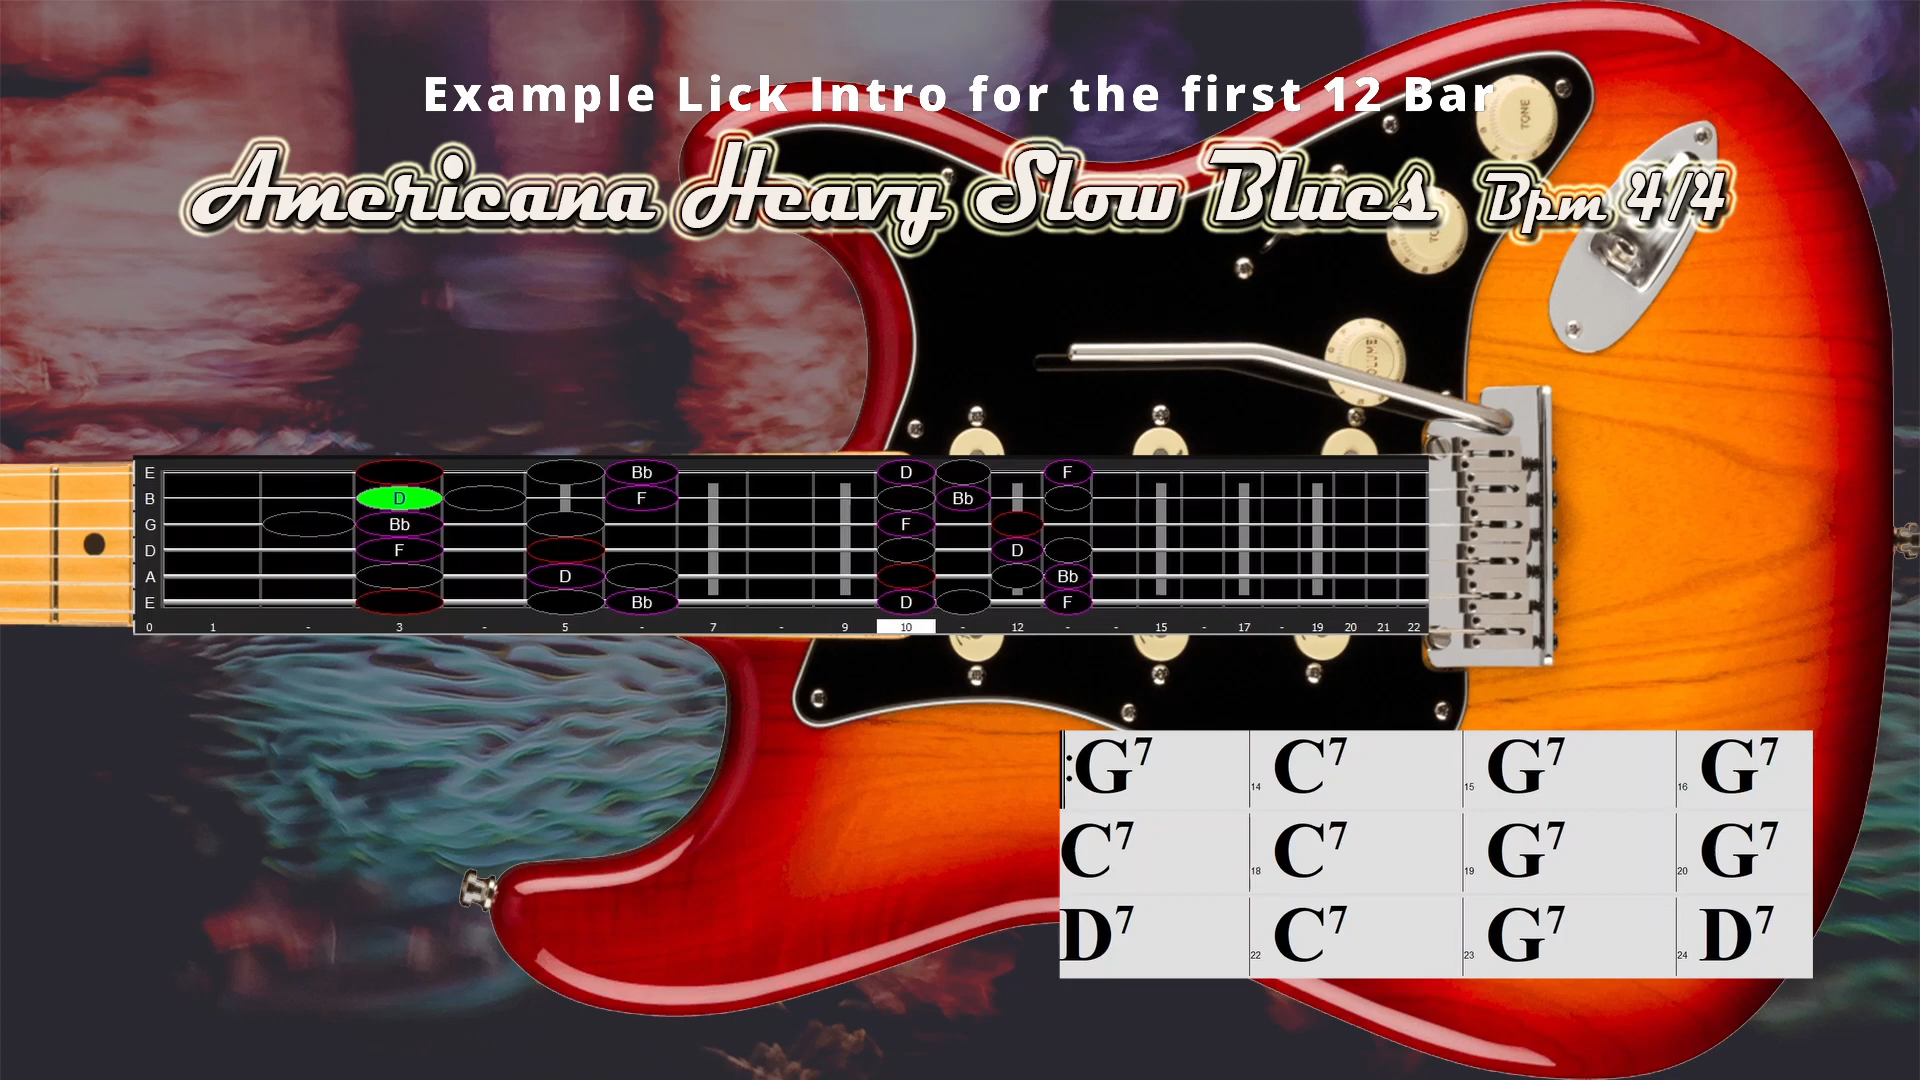 Example Lick Intro for the first 12 Bar
Americana Heavy Slow Blues Bpm 4/4
TONE
E Bb D F
B D F Bb
G Bb F
D F D
A D Bb
E Bb D F
0 1 - 3 - 5 - 7 - 9 10 - 12 - - 15 - 17 - 19 20 21 22
:G7 14 C7 15 G7 16 G7
C7 18 C7 19 G7 20 G7
D7 22 C7 23 G7 24 D7